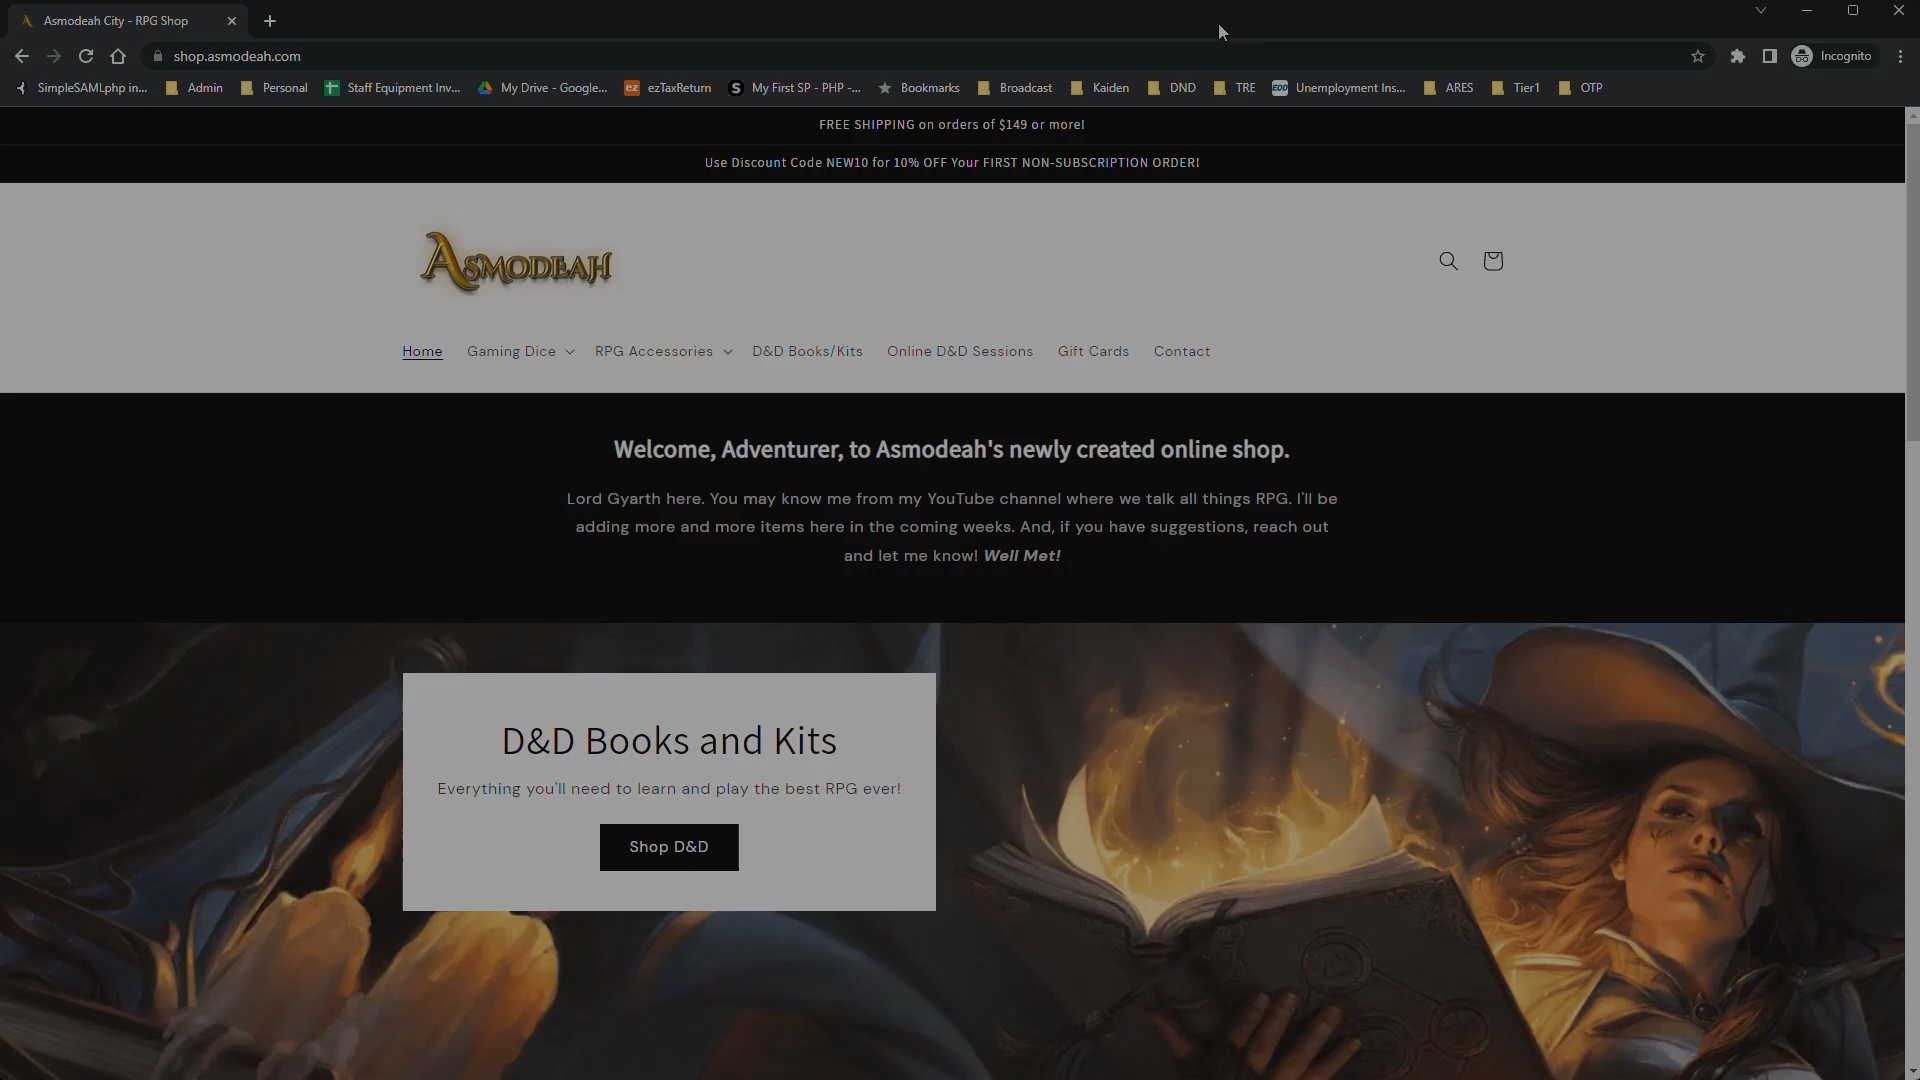 Asmodeah City - RPG Shop
shop.asmodeah.com
Incognito
SimpleSAMLphp in...
Admin
Personal
Staff Equipment Inv...
My Drive - Google...
ez
ezTaxReturn
S
My First SP - PHP -...
Bookmarks
Broadcast
Kaiden
DND
TRE
EDD
Unemployment Ins...
ARES
Tier1
OTP
FREE SHIPPING on orders of $149 or more!
Use Discount Code NEW10 for 10% OFF Your FIRST NON-SUBSCRIPTION ORDER!
ASMODEAH
Home
Gaming Dice
RPG Accessories
D&D Books/Kits
Online D&D Sessions
Gift Cards
Contact
Welcome, Adventurer, to Asmodeah's newly created online shop.
Lord Gyarth here. You may know me from my YouTube channel where we talk all things RPG. I'll be
adding more and more items here in the coming weeks. And, if you have suggestions, reach out
and let me know! Well Met!
D&D Books and Kits
Everything you'll need to learn and play the best RPG ever!
Shop D&D